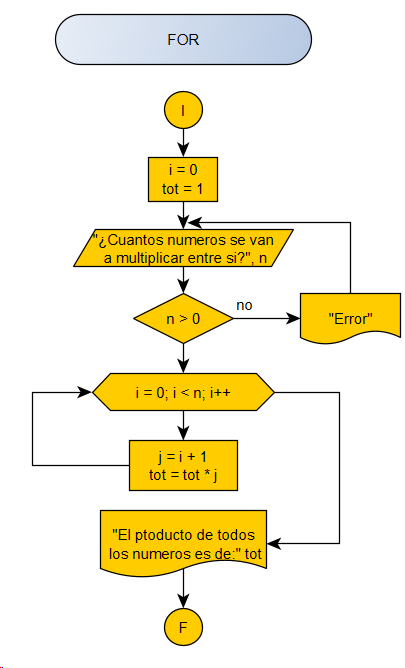 FOR
I
i = 0
tot = 1
"¿Cuantos numeros se van
a multiplicar entre si?", n
n > 0
no
"Error"
i = 0; i < n; i++
j = i + 1
tot = tot * j
"El ptoducto de todos
los numeros es de:" tot
F